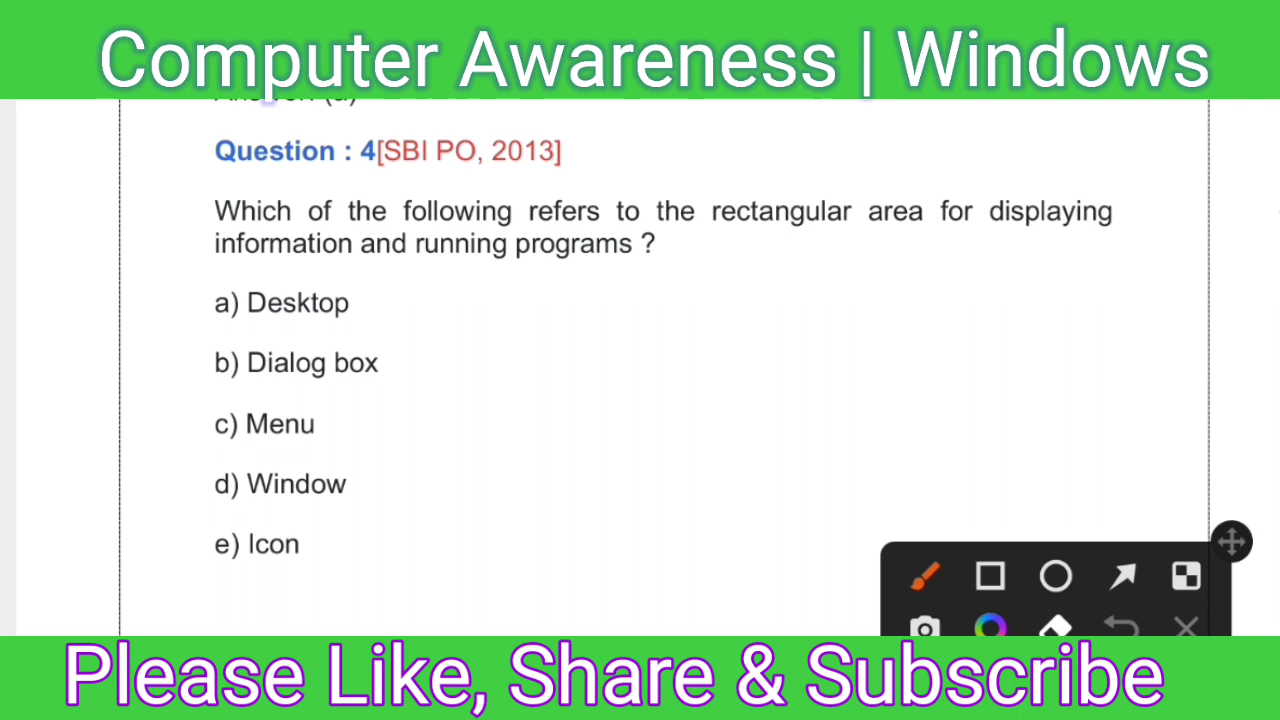 Computer Awareness | Windows
Question : 4[SBI PO, 2013]
Which of the following refers to the rectangular area for displaying
information and running programs ?
a) Desktop
b) Dialog box
c) Menu
d) Window
e) Icon
Please Like, Share & Subscribe